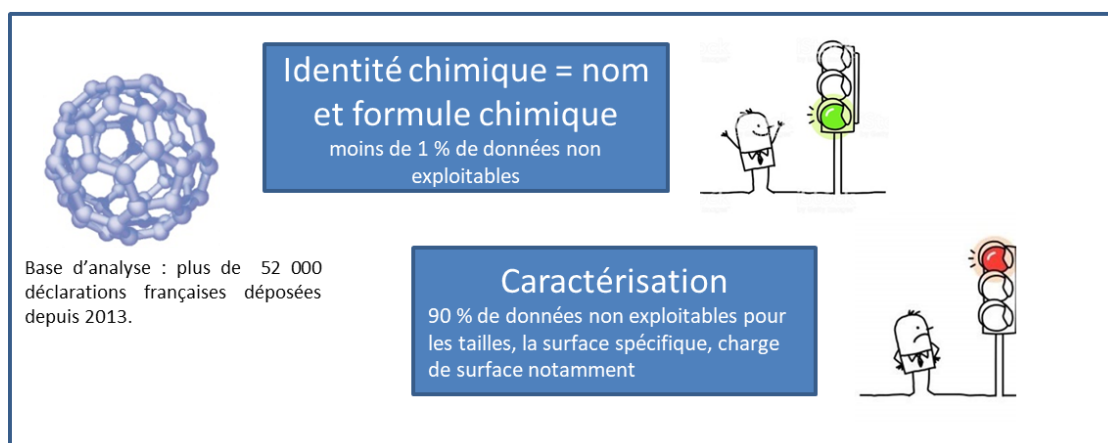 Identité chimique = nom
et formule chimique
moins de 1 % de données non
exploitables
Base d'analyse : plus de 52 000
déclarations françaises déposées
depuis 2013.
Caractérisation
90 % de données non exploitables pour
les tailles, la surface spécifique, charge
de surface notamment